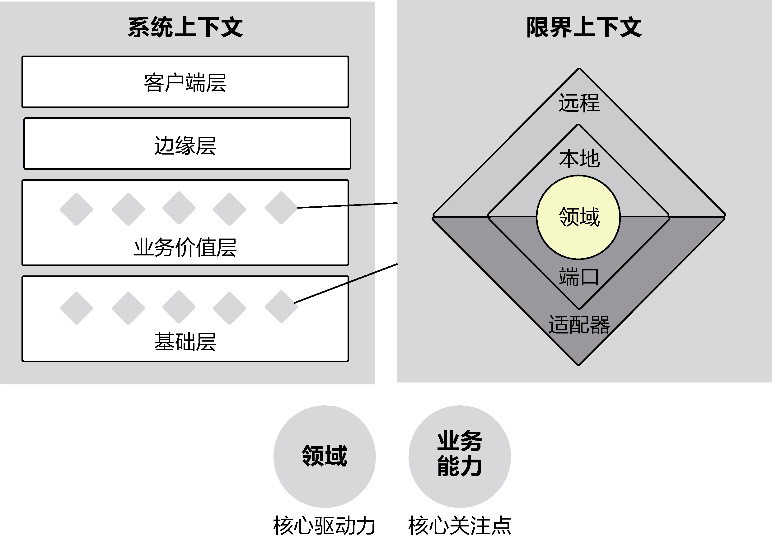 系统上下文
客户端层
边缘层
业务价值层
基础层
限界上下文
远程
本地
领域
端口
适配器
领域
核心驱动力
业务
能力
核心关注点